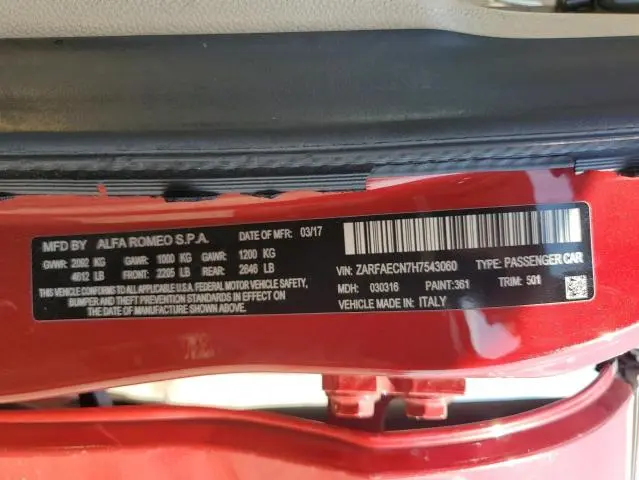 MFD BY ALFA ROMEO S.P.A. DATE OF MFR: 03/17
GVWR: 2092 KG GAWR: 1000 KG GAWR: 1200 KG
4612 LB FRONT: 2205 LB REAR: 2646 LB
THIS VEHICLE CONFORMS TO ALL APPLICABLE U.S.A. FEDERAL MOTOR VEHICLE SAFETY,
BUMPER AND THEFT PREVENTION STANDARDS IN EFFECT ON
THE DATE OF MANUFACTURE SHOWN ABOVE.
VIN: ZARFAECN7H7543060 TYPE: PASSENGER CAR
MDH: 030316 PAINT: 361 TRIM: 501
VEHICLE MADE IN: ITALY